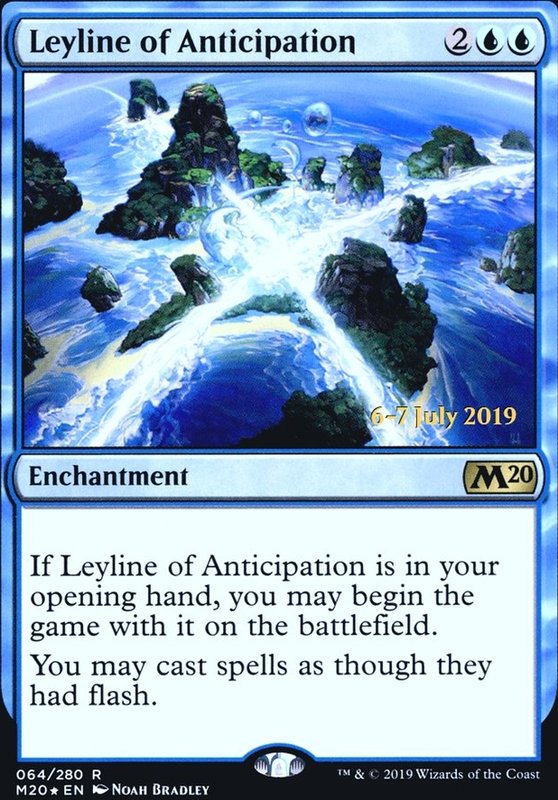 Leyline of Anticipation 2
6–7 July 2019
Enchantment M20
If Leyline of Anticipation is in your
opening hand, you may begin the
game with it on the battlefield.
You may cast spells as though they
had flash.
064/280 R
M20★EN Noah Bradley ™ & © 2019 Wizards of the Coast